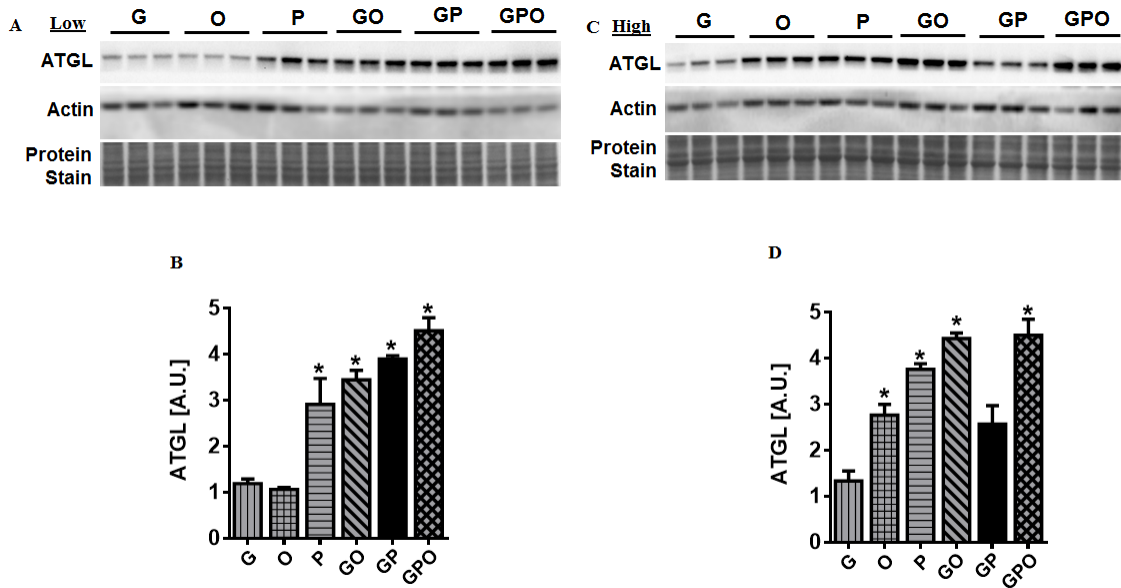 A Low G O P GO GP GPO
ATGL
Actin
Protein
Stain
C High G O P GO GP GPO
ATGL
Actin
Protein
Stain
B
ATGL [A.U.]
5
4
3
2
1
0
* * * *
G O P GO GP GPO
D
ATGL [A.U.]
5
4
3
2
1
0
* * * *
G O P GO GP GPO